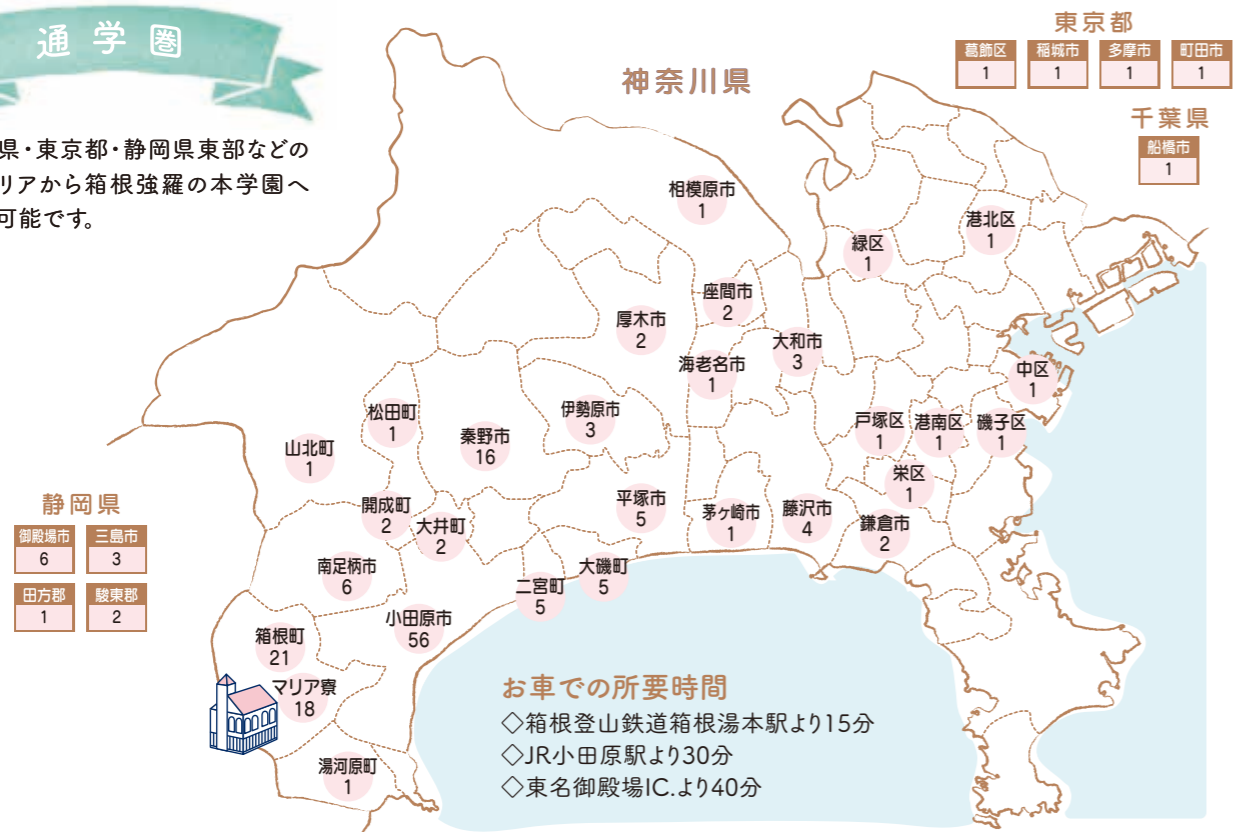 通学圏
県・東京都・静岡県東部などの
リアから箱根強羅の本学園へ
可能です。
神奈川県
東京都
葛飾区
1
稲城市
1
多摩市
1
町田市
1
千葉県
船橋市
1
相模原市
1
港北区
1
緑区
1
座間市
2
厚木市
2
大和市
3
海老名市
1
中区
1
松田町
1
伊勢原市
3
戸塚区
1
港南区
1
磯子区
1
山北町
1
秦野市
16
栄区
1
静岡県
御殿場市
6
三島市
3
田方郡
1
駿東郡
2
開成町
2
大井町
2
平塚市
5
茅ヶ崎市
1
藤沢市
4
鎌倉市
2
南足柄市
6
二宮町
5
大磯町
5
小田原市
56
箱根町
21
マリア寮
18
湯河原町
1
お車での所要時間
◇箱根登山鉄道箱根湯本駅より15分
◇JR小田原駅より30分
◇東名御殿場IC.より40分